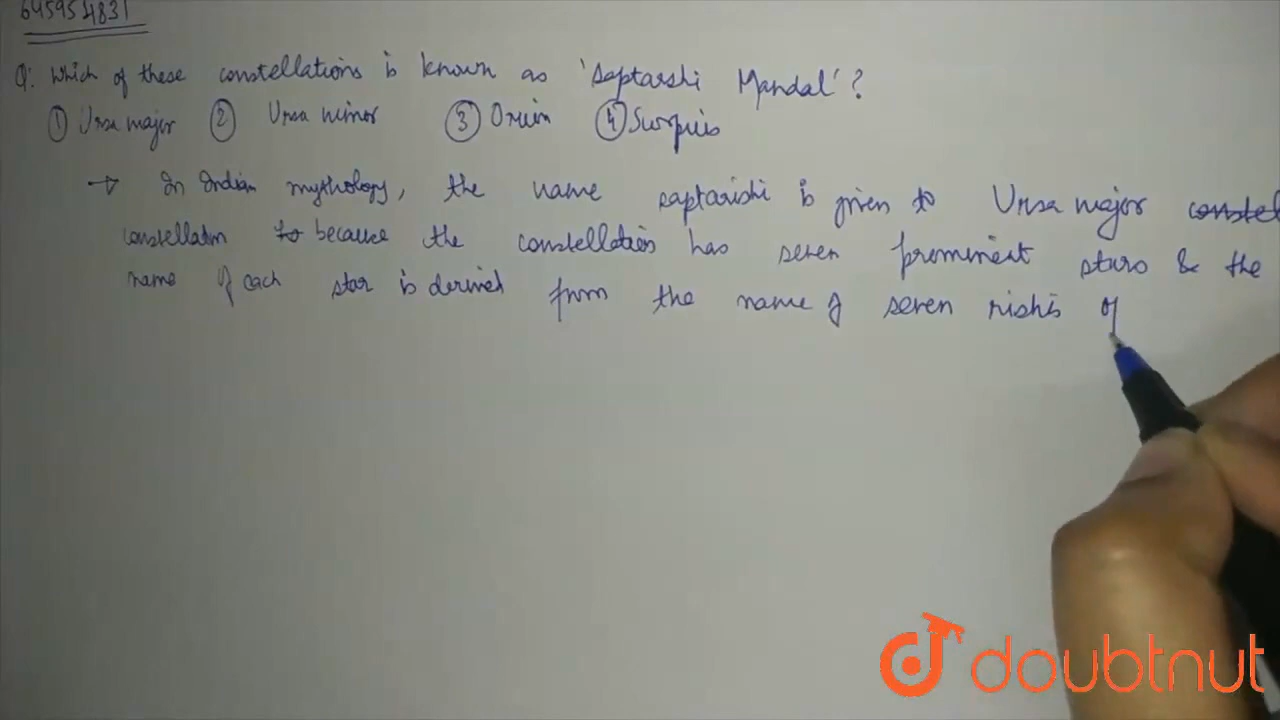 645954831
Q: Which of these constellations is known as 'Saptarshi Mandal'?
① Ursa major ② Ursa minor ③ Orion ④ Scorpius
→ In Indian mythology, the name saptarishi is given to Ursa major constel
constellation to because the constellation has seven prominent stars & the
name of each star is derived from the name of seven rishis of
doubtnut